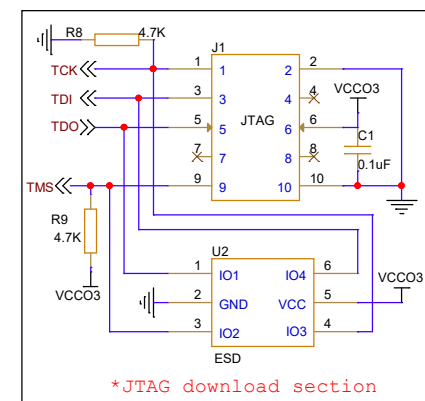 R8 4.7K
J1
TCK 1 1 2 2
TDI 3 3 4 4 VCCO3
TDO 5 5 JTAG 6 6
7 7 8 8 C1
0.1uF
TMS 9 9 10 10
R9
4.7K
VCCO3
U2
1 IO1 IO4 6
2 GND VCC 5 VCCO3
3 IO2 IO3 4
ESD
*JTAG download section